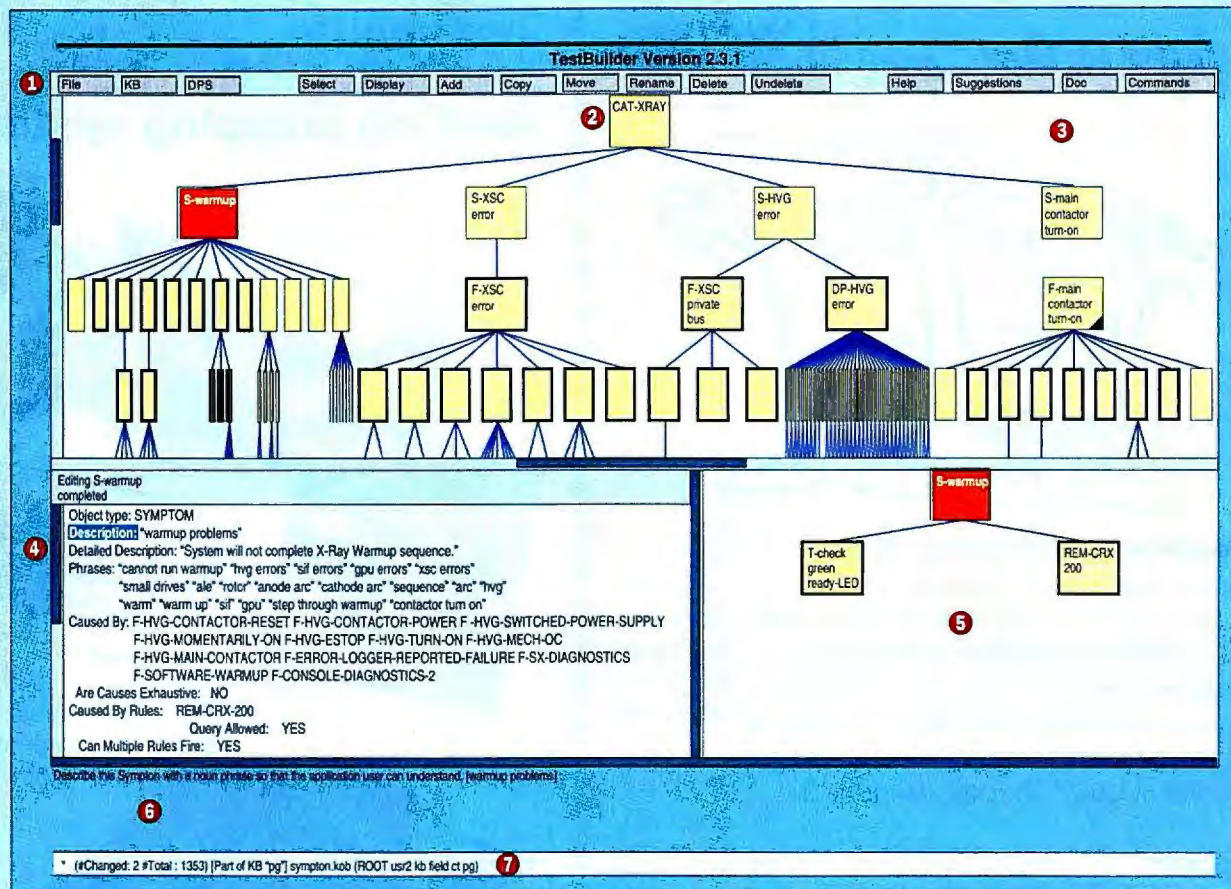 TestBuilder Version 2.3.1
1 File KB DPS Select Display Add Copy Move Rename Delete Undelete Help Suggestions Doc Commands
2 CAT-XRAY 3
S-warmup
S-XSC
error
S-HVG
error
S-main
contactor
turn-on
F-XSC
error
F-XSC
private
bus
DP-HVG
error
F-main
contactor
turn-on
Editing S-warmup
completed
4
Object type: SYMPTOM
Description: "warmup problems"
Detailed Description: "System will not complete X-Ray Warmup sequence."
Phrases: "cannot run warmup" "hvg errors" "sif errors" "gpu errors" "xsc errors"
"small drives" "ale" "rotor" "anode arc" "cathode arc" "sequence" "arc" "hvg"
"warm" "warm up" "sif" "gpu" "step through warmup" "contactor turn on"
Caused By: F-HVG-CONTACTOR-RESET F-HVG-CONTACTOR-POWER F -HVG-SWITCHED-POWER-SUPPLY
F-HVG-MOMENTARILY-ON F-HVG-ESTOP F-HVG-TURN-ON F-HVG-MECH-OC
F-HVG-MAIN-CONTACTOR F-ERROR-LOGGER-REPORTED-FAILURE F-SX-DIAGNOSTICS
F-SOFTWARE-WARMUP F-CONSOLE-DIAGNOSTICS-2
Are Causes Exhaustive: NO
Caused By Rules: REM-CRX-200
Query Allowed: YES
Can Multiple Rules Fire: YES
S-warmup
T-check
green
ready-LED
REM-CRX
200
5
Describe this Sympton with a noun phrase so that the application user can understand. [warmup problems] :
6
* (#Changed: 2 #Total : 1353) [Part of KB "pg"] sympton.kob (ROOT usr2 kb field ct pg) 7